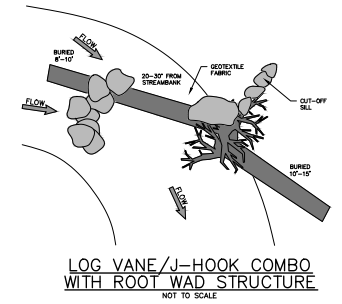 FLOW
BURIED
8'-10'
20-30° FROM
STREAMBANK
GEOTEXTILE
FABRIC
FLOW
CUT-OFF
SILL
BURIED
10'-15'
FLOW
LOG VANE/J-HOOK COMBO
WITH ROOT WAD STRUCTURE
NOT TO SCALE